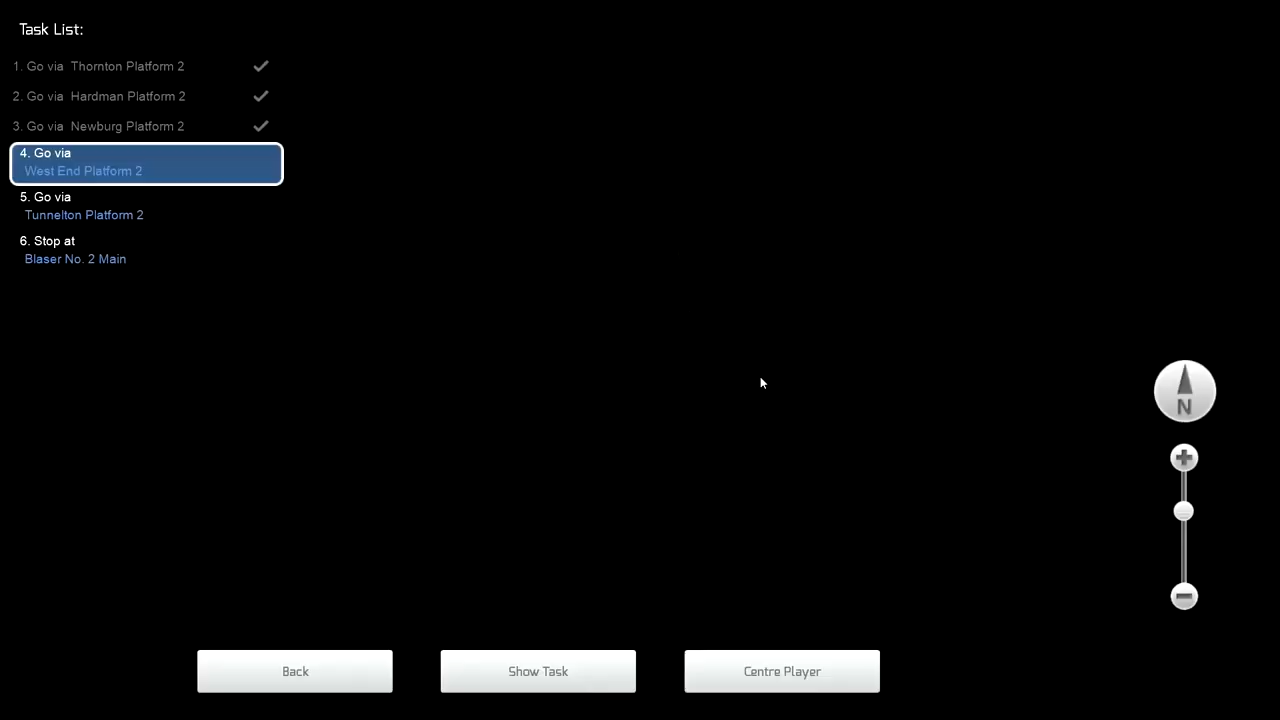 Task List:
1. Go via Thornton Platform 2
2. Go via Hardman Platform 2
3. Go via Newburg Platform 2
4. Go via
West End Platform 2
5. Go via
Tunnelton Platform 2
6. Stop at
Blaser No. 2 Main
N
Back
Show Task
Centre Player